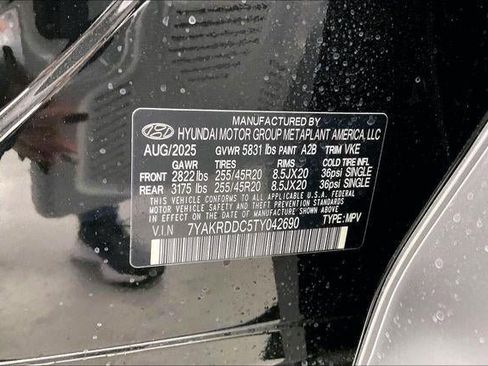 MANUFACTURED BY
HYUNDAI MOTOR GROUP METAPLANT AMERICA, LLC
AUG/2025 GVWR 5831 lbs PAINT A2B TRIM VKE
GAWR TIRES RIMS COLD TIRE INFL
FRONT 2822 lbs 255/45R20 8.5JX20 36psi SINGLE
REAR 3175 lbs 255/45R20 8.5JX20 36psi SINGLE
THIS VEHICLE CONFORMS TO ALL APPLICABLE U.S.A. FEDERAL
MOTOR VEHICLE SAFETY AND THEFT PREVENTION STANDARDS IN
EFFECT ON THE DATE OF MANUFACTURE SHOWN ABOVE.
V.I.N 7YAKRDDC5TY042690 TYPE: MPV